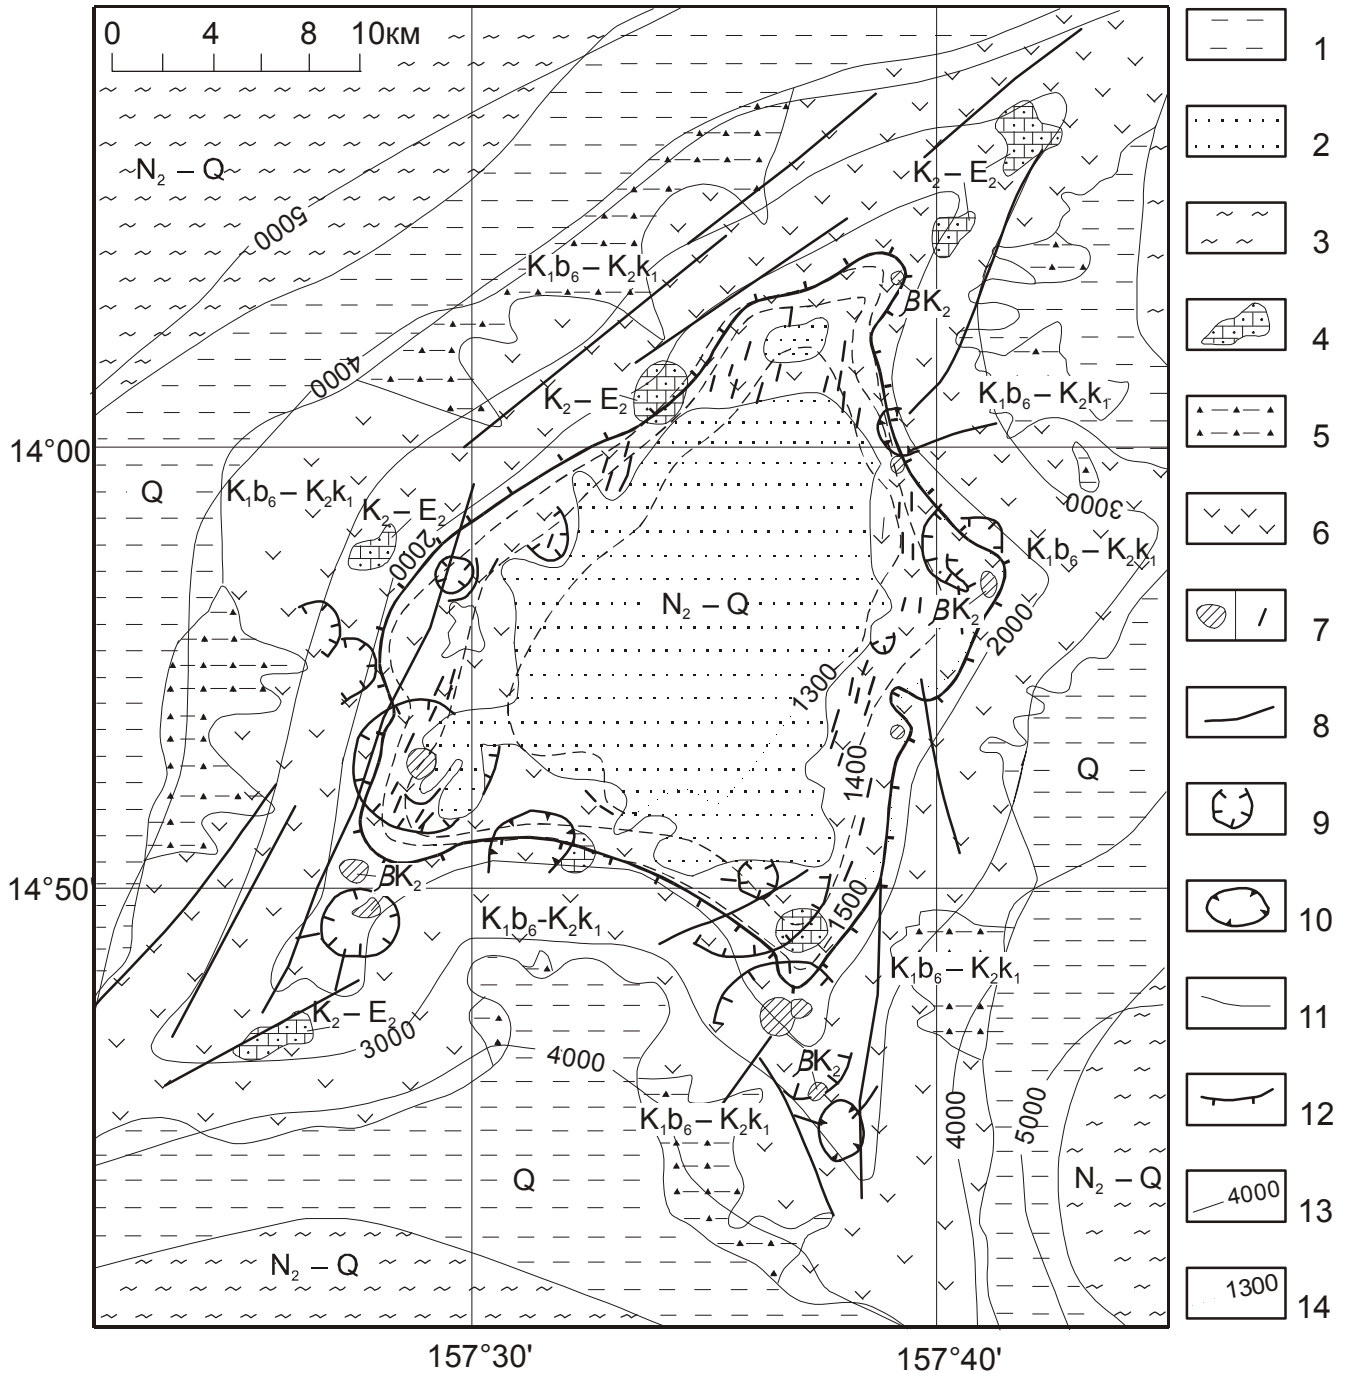 0 4 8 10км
N₂ – Q
5000
K₂ – E₂
K₁b₆ – K₂k₁
βK₂
4000
K₂ – E₂
K₁b₆ – K₂k₁
14°00'
Q
K₁b₆ – K₂k₁
K₂ – E₂
3000
2000
K₁b₆ – K₂k₁
N₂ – Q
βK₂
2000
1300
1400
Q
14°50'
βK₂
1500
K₁b₆-K₂k₁
K₁b₆ – K₂k₁
K₂ – E₂
3000
4000
βK₂
K₁b₆ – K₂k₁
4000
5000
Q
N₂ – Q
N₂ – Q
157°30'
157°40'
1
2
3
4
5
6
7
8
9
10
11
12
4000
13
1300
14